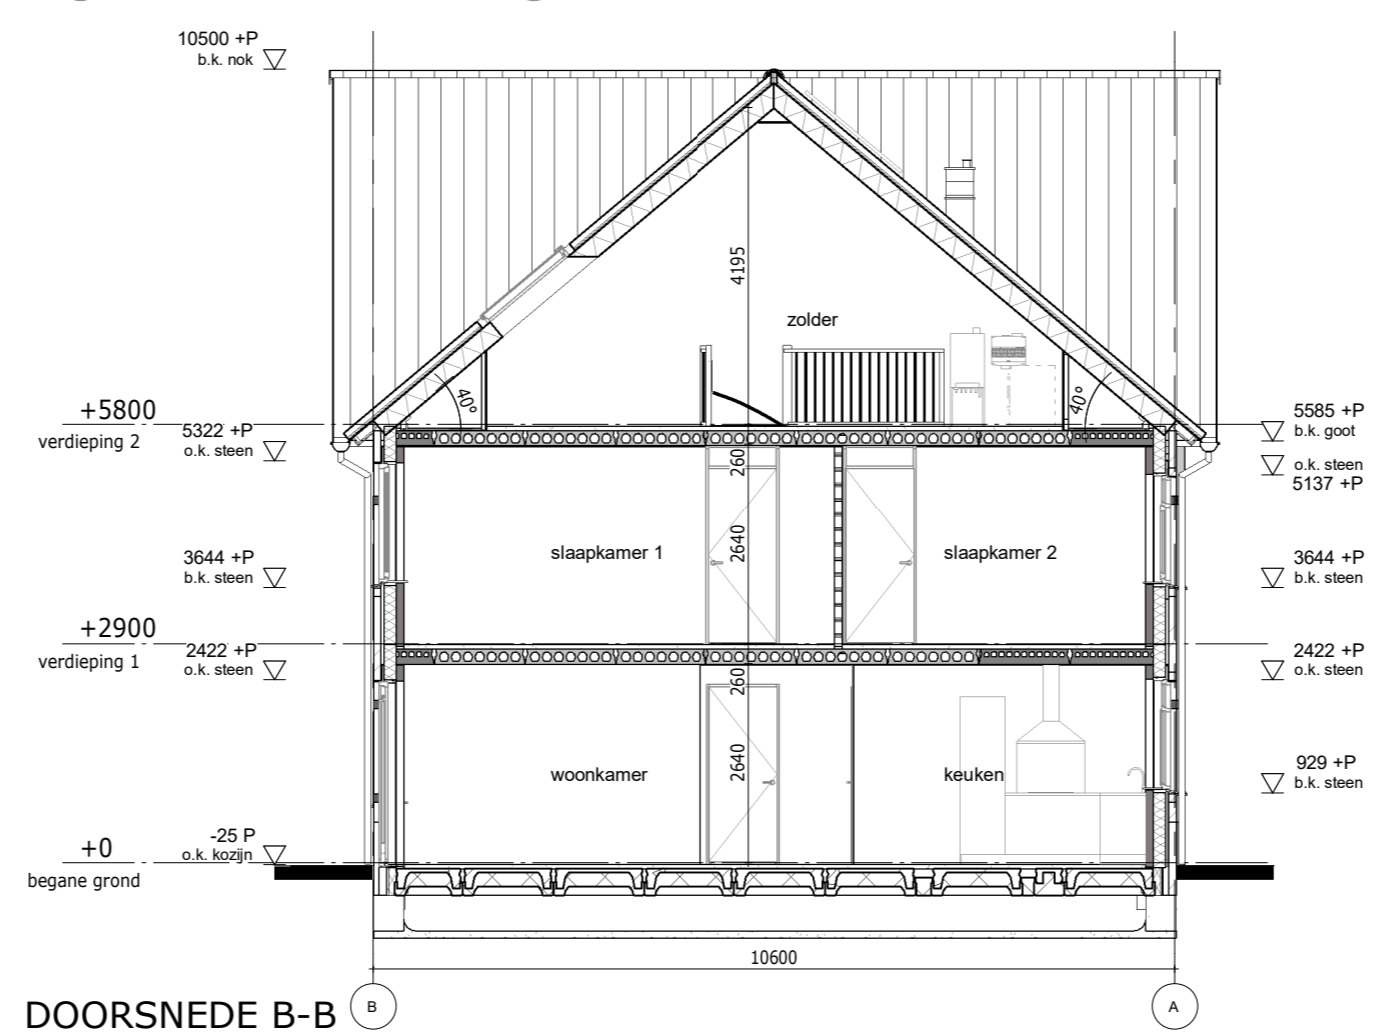 10500 +P
b.k. nok
4195
zolder
40°
40°
+5800
verdieping 2
5322 +P
o.k. steen
5585 +P
b.k. goot
o.k. steen
5137 +P
260
3644 +P
b.k. steen
slaapkamer 1
2640
slaapkamer 2
3644 +P
b.k. steen
+2900
verdieping 1
2422 +P
o.k. steen
2422 +P
o.k. steen
260
woonkamer
2640
keuken
929 +P
b.k. steen
+0
begane grond
-25 P
o.k. kozijn
10600
DOORSNEDE B-B
B
A